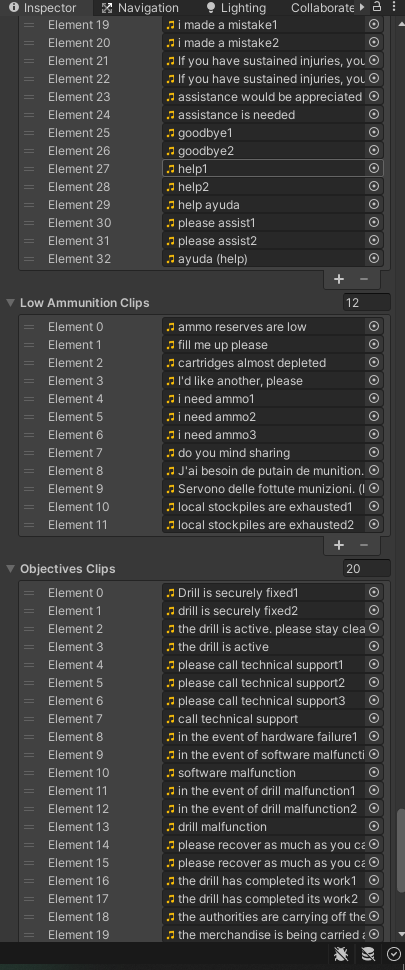 Inspector Navigation Lighting Collaborate
Element 19 i made a mistake1
Element 20 i made a mistake2
Element 21 If you have sustained injuries, you
Element 22 If you have sustained injuries, you
Element 23 assistance would be appreciated
Element 24 assistance is needed
Element 25 goodbye1
Element 26 goodbye2
Element 27 help1
Element 28 help2
Element 29 help ayuda
Element 30 please assist1
Element 31 please assist2
Element 32 ayuda (help)
+ −
Low Ammunition Clips 12
Element 0 ammo reserves are low
Element 1 fill me up please
Element 2 cartridges almost depleted
Element 3 I'd like another, please
Element 4 i need ammo1
Element 5 i need ammo2
Element 6 i need ammo3
Element 7 do you mind sharing
Element 8 J'ai besoin de putain de munition.
Element 9 Servono delle fottute munizioni. (
Element 10 local stockpiles are exhausted1
Element 11 local stockpiles are exhausted2
+ −
Objectives Clips 20
Element 0 Drill is securely fixed1
Element 1 drill is securely fixed2
Element 2 the drill is active. please stay clea
Element 3 the drill is active
Element 4 please call technical support1
Element 5 please call technical support2
Element 6 please call technical support3
Element 7 call technical support
Element 8 in the event of hardware failure1
Element 9 in the event of software malfuncti
Element 10 software malfunction
Element 11 in the event of drill malfunction1
Element 12 in the event of drill malfunction2
Element 13 drill malfunction
Element 14 please recover as much as you ca
Element 15 please recover as much as you ca
Element 16 the drill has completed its work1
Element 17 the drill has completed its work2
Element 18 the authorities are carrying off the
Element 19 the merchandise is being carried a